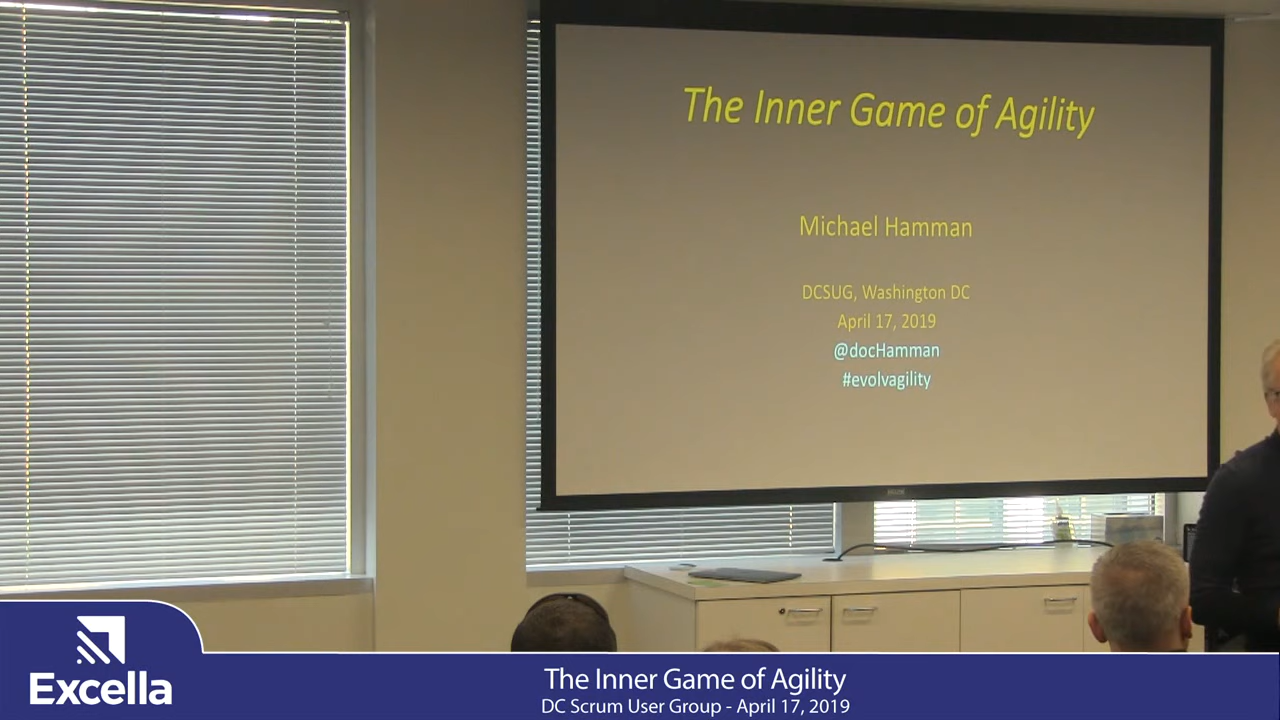 The Inner Game of Agility
Michael Hamman
DCSUG, Washington DC
April 17, 2019
@docHamman
#evolvagility
Excella
The Inner Game of Agility
DC Scrum User Group - April 17, 2019